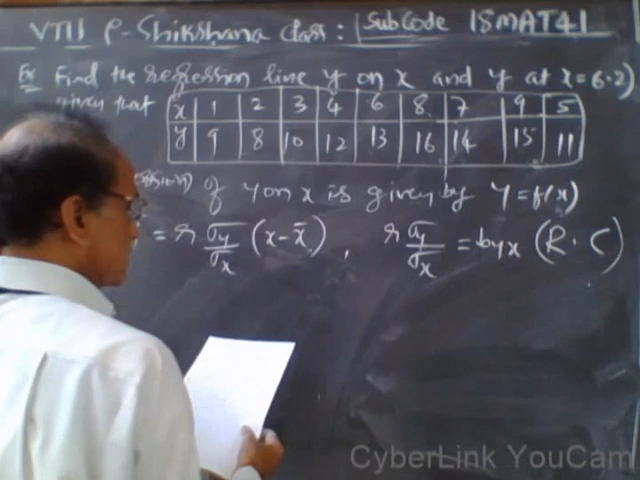 VTU e-Shikshana Class: Subcode 18MAT41
Ex Find the regression line y on x and y at x=6.2)
given that x 1 2 3 4 6 8 7 9 5
y 9 8 10 12 13 16 14 15 11
of y on x is given by Y=f(x)
= r σy/σx (x-x̄), r σy/σx = byx (R.C)
CyberLink YouCam